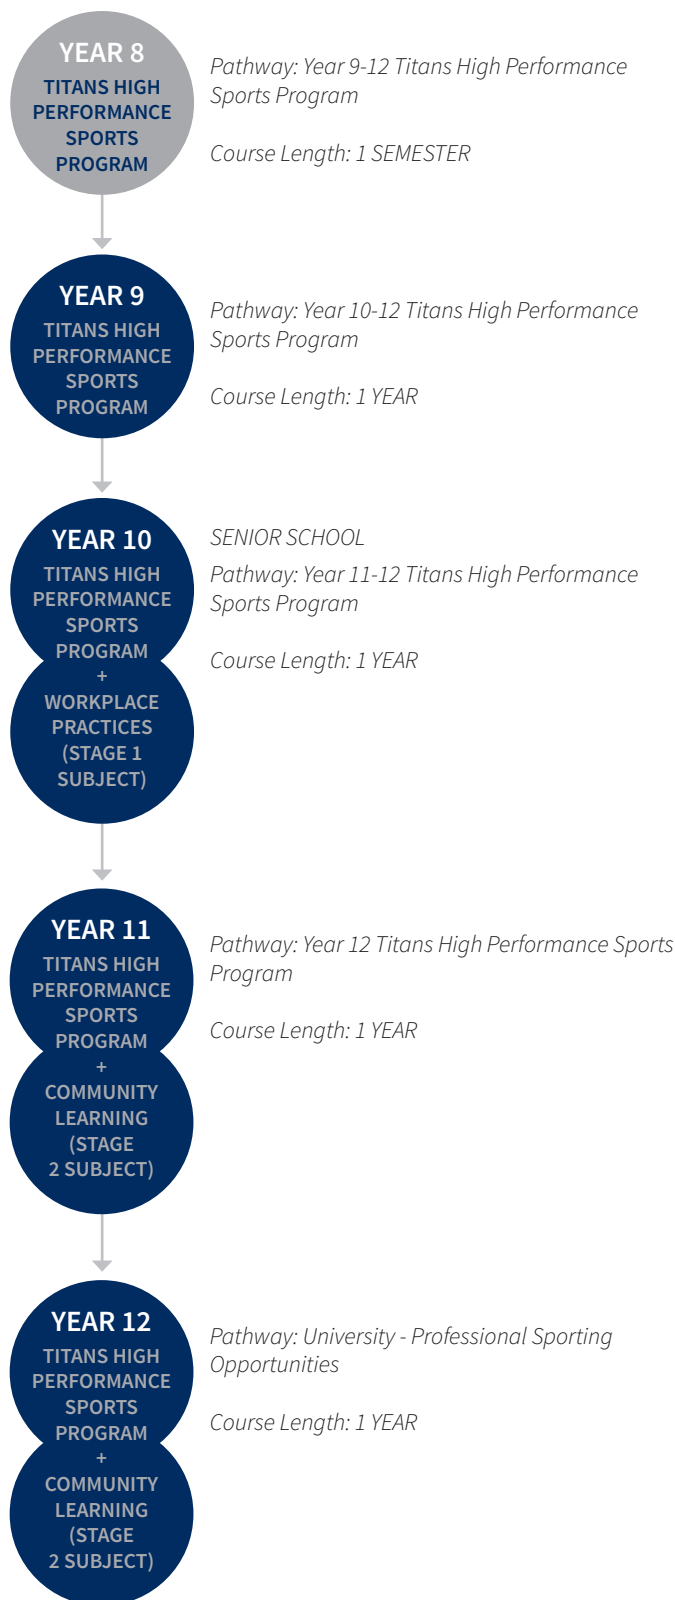 YEAR 8
TITANS HIGH
PERFORMANCE
SPORTS
PROGRAM
Pathway: Year 9-12 Titans High Performance
Sports Program
Course Length: 1 SEMESTER
YEAR 9
TITANS HIGH
PERFORMANCE
SPORTS
PROGRAM
Pathway: Year 10-12 Titans High Performance
Sports Program
Course Length: 1 YEAR
YEAR 10
TITANS HIGH
PERFORMANCE
SPORTS
PROGRAM
+
WORKPLACE
PRACTICES
(STAGE 1
SUBJECT)
SENIOR SCHOOL
Pathway: Year 11-12 Titans High Performance
Sports Program
Course Length: 1 YEAR
YEAR 11
TITANS HIGH
PERFORMANCE
SPORTS
PROGRAM
+
COMMUNITY
LEARNING
(STAGE
2 SUBJECT)
Pathway: Year 12 Titans High Performance Sports
Program
Course Length: 1 YEAR
YEAR 12
TITANS HIGH
PERFORMANCE
SPORTS
PROGRAM
+
COMMUNITY
LEARNING
(STAGE
2 SUBJECT)
Pathway: University - Professional Sporting
Opportunities
Course Length: 1 YEAR